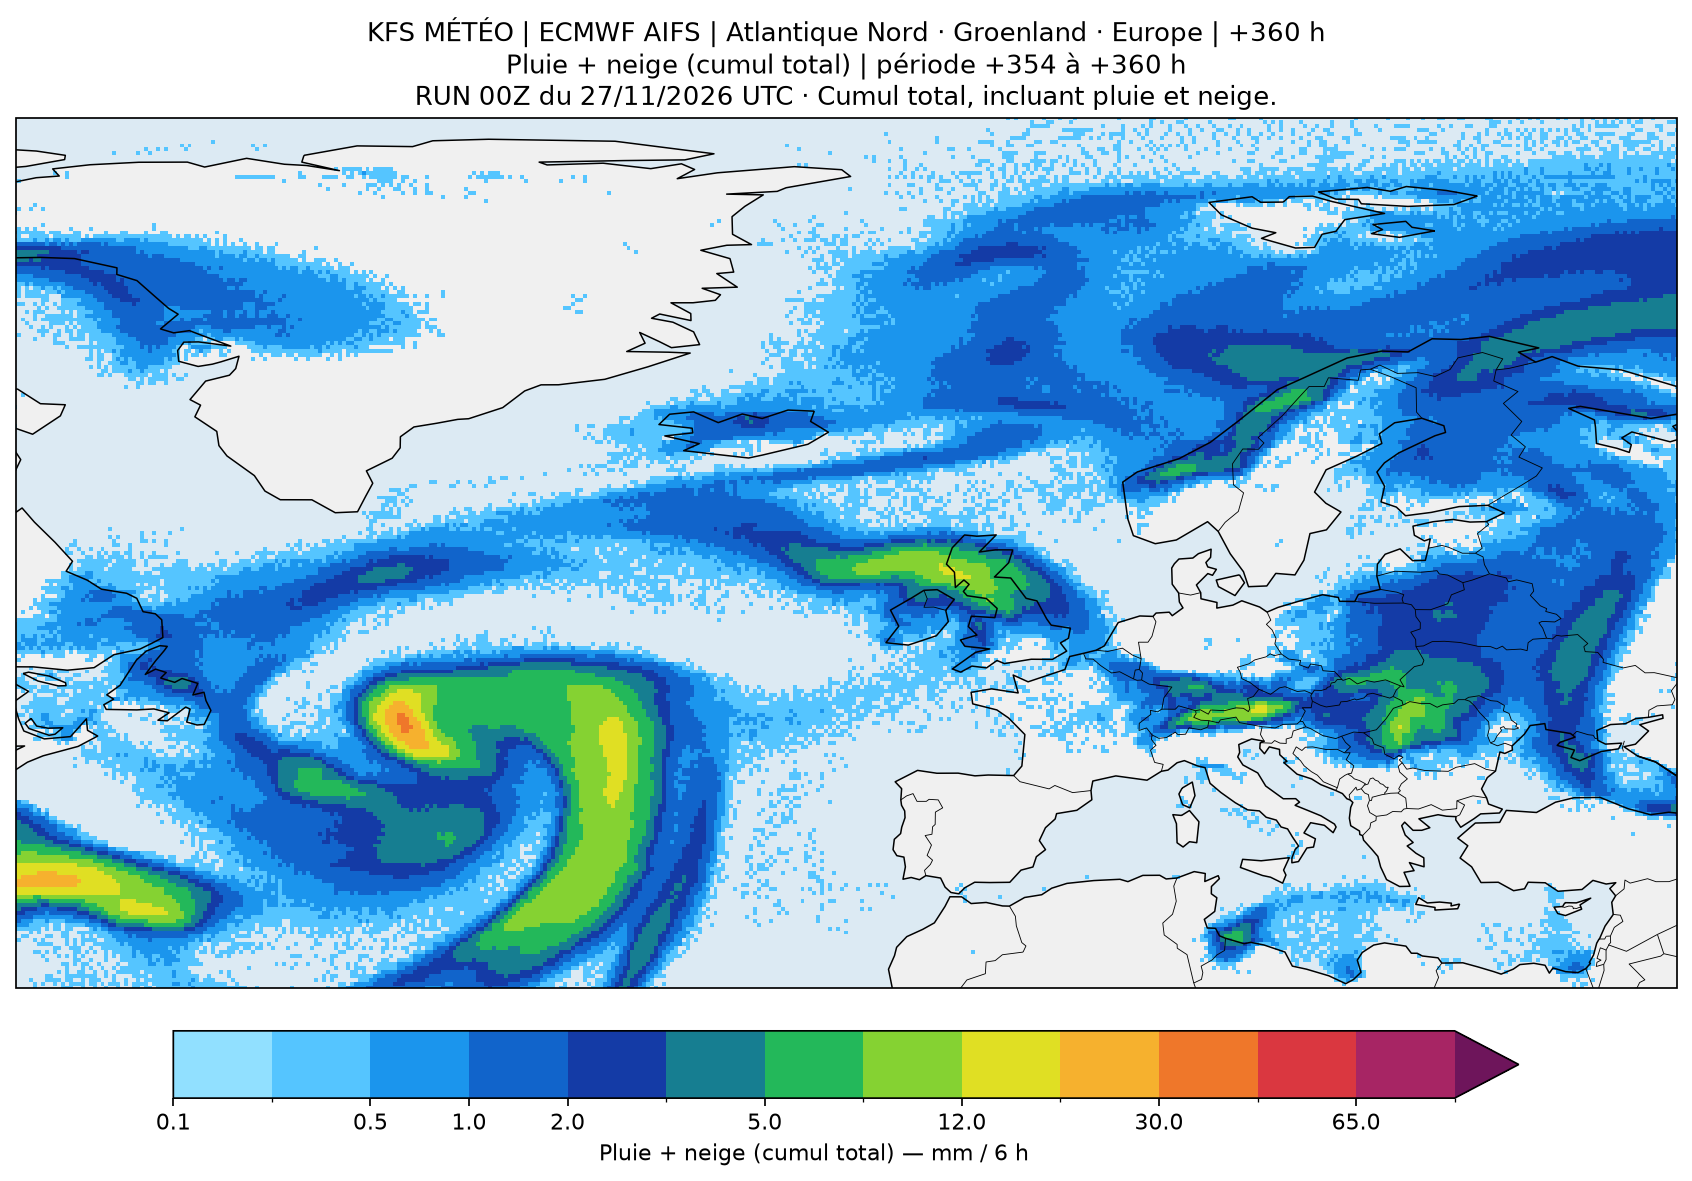 KFS MÉTÉO | ECMWF AIFS | Atlantique Nord · Groenland · Europe | +360 h
Pluie + neige (cumul total) | période +354 à +360 h
RUN 00Z du 27/11/2026 UTC · Cumul total, incluant pluie et neige.
0.1 0.5 1.0 2.0 5.0 12.0 30.0 65.0
Pluie + neige (cumul total) — mm / 6 h